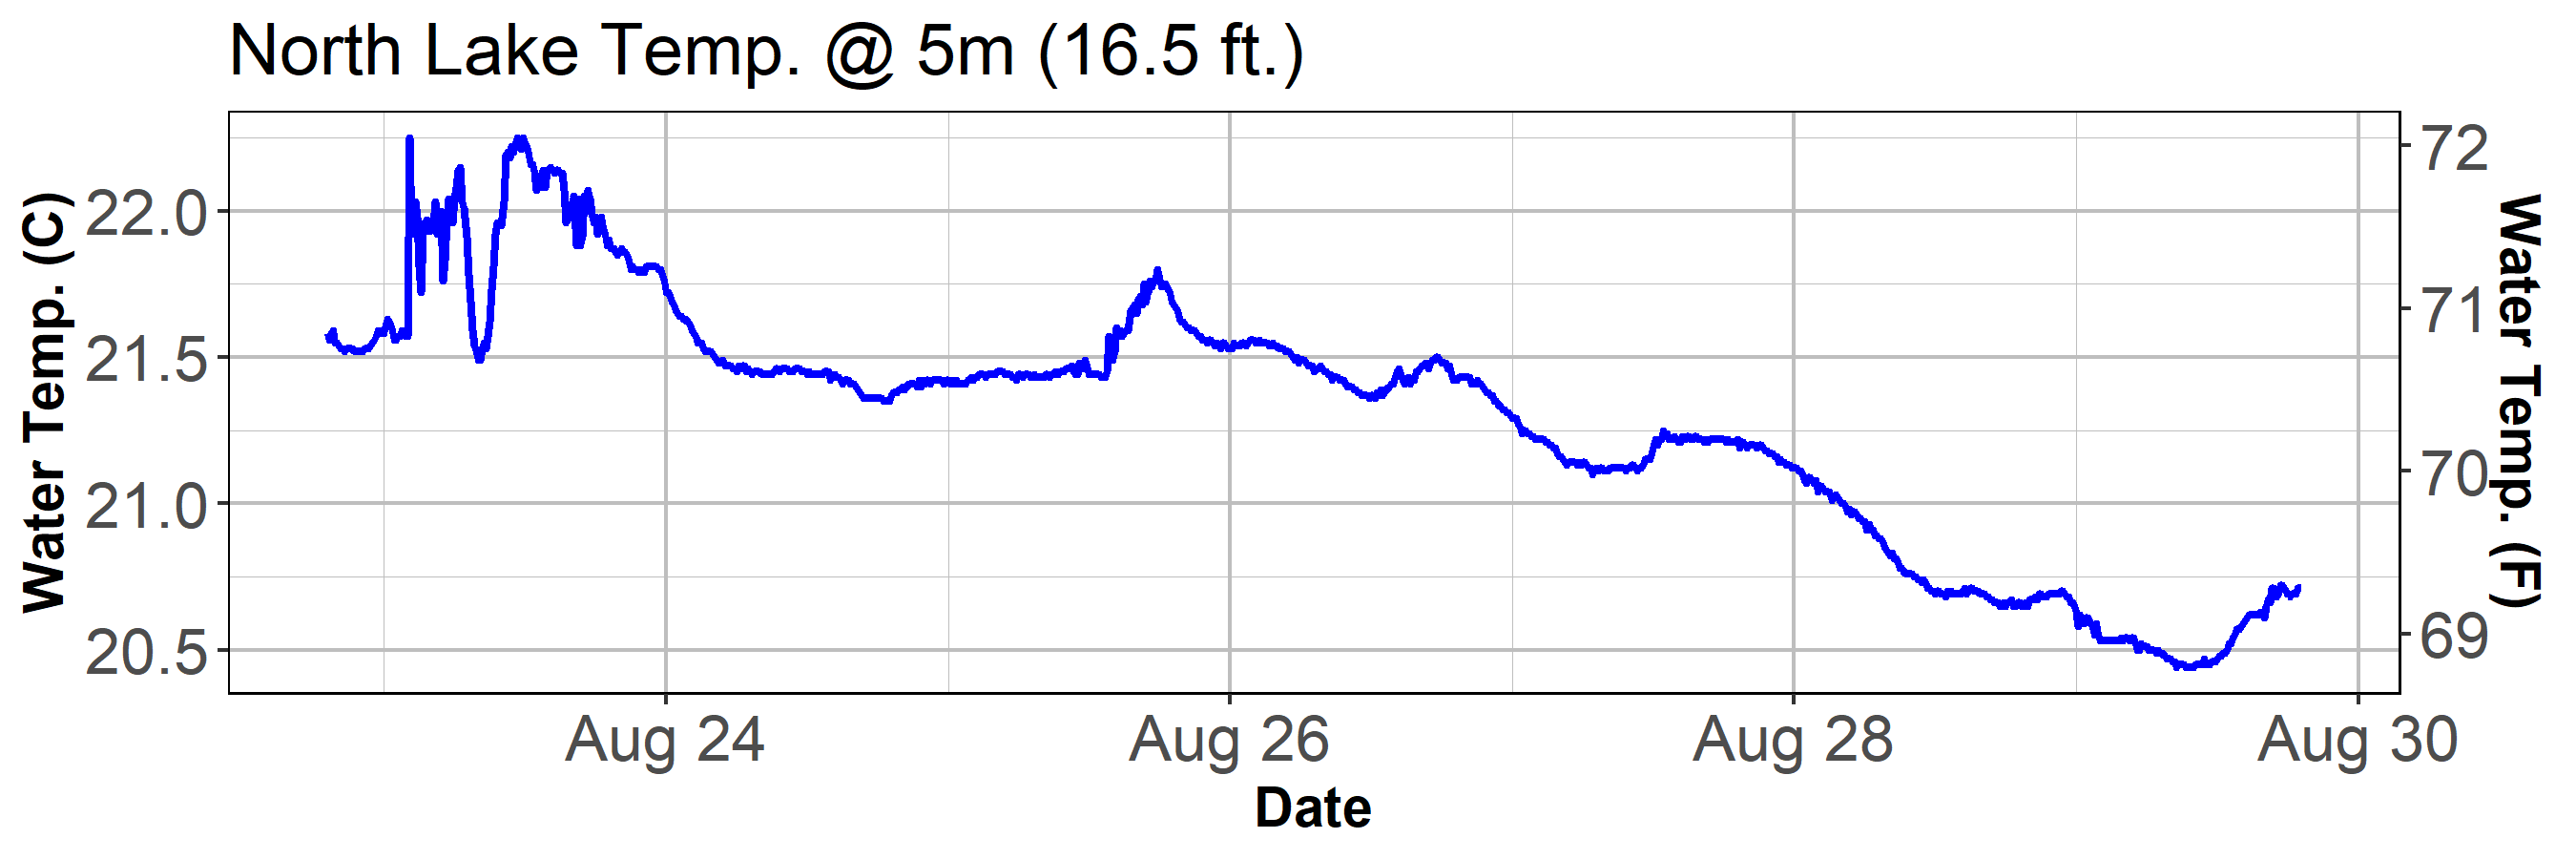 North Lake Temp. @ 5m (16.5 ft.)
Water Temp. (C)
22.0
21.5
21.0
20.5
72
71
70
69
Water Temp. (F)
Aug 24
Aug 26
Aug 28
Aug 30
Date